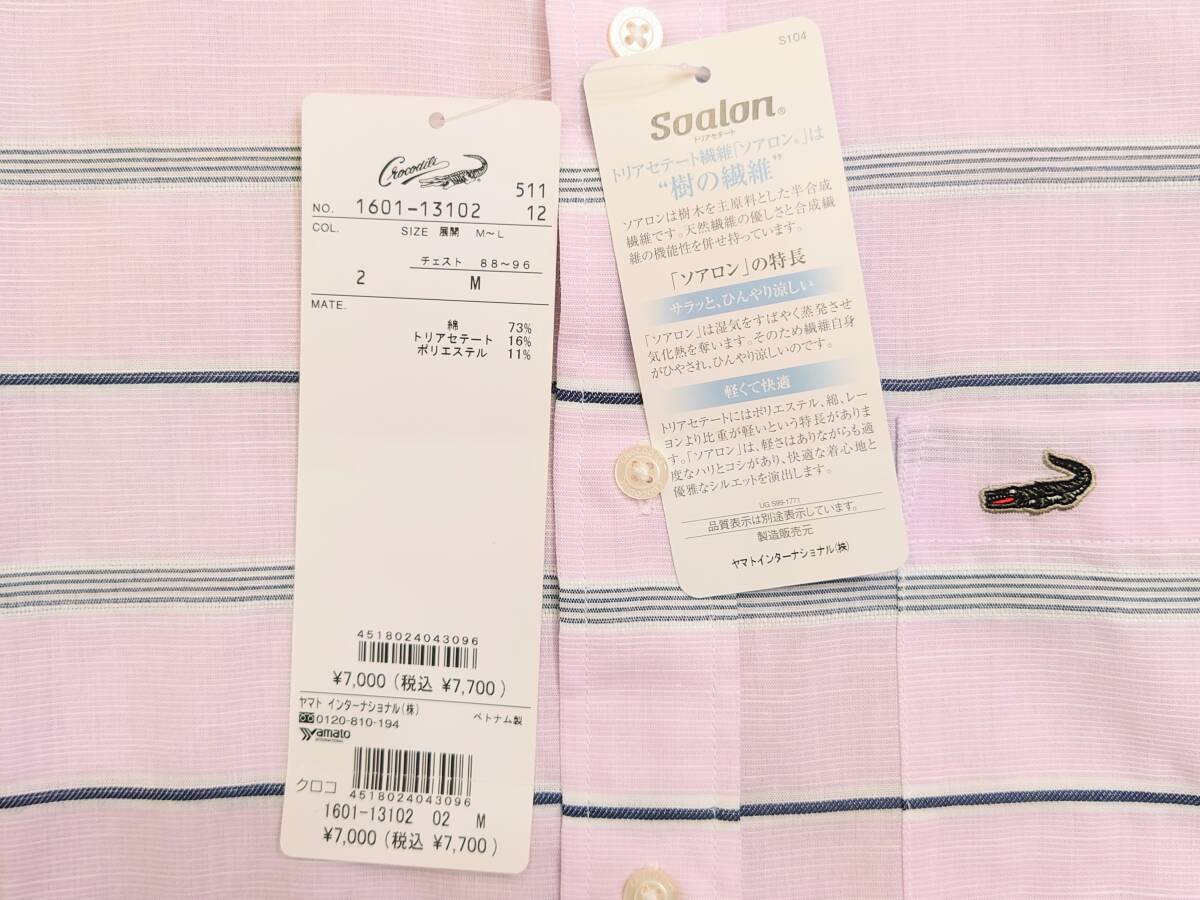 Crocodile
511
NO. 1601-13102 12
COL. SIZE 展開 M～L
チェスト 88～96
2 M
MATE.
綿 73%
トリアセテート 16%
ポリエステル 11%
4518024043096
¥7,000 (税込 ¥7,700)
ヤマト インターナショナル(株)
0120-810-194 ベトナム製
Yamato
INTERNATIONAL
クロコ
4518024043096
1601-13102 02 M
¥7,000 (税込 ¥7,700)
S104
Soalon®
トリアセテート
トリアセテート繊維「ソアロン®」は
“樹の繊維”
ソアロンは樹木を主原料とした半合成
繊維です。天然繊維の優しさと合成繊
維の機能性を併せ持っています。
「ソアロン」の特長
サラッと、ひんやり涼しい
「ソアロン」は湿気をすばやく蒸発させ
気化熱を奪います。そのため繊維自身
がひやされ、ひんやり涼しいのです。
軽くて快適
トリアセテートにはポリエステル、綿、レー
ヨンより比重が軽いという特長がありま
す。「ソアロン」は、軽さはありながらも適
度なハリとコシがあり、快適な着心地と
優雅なシルエットを演出します。
UG S99-1771
品質表示は別途表示しています。
製造販売元
ヤマトインターナショナル(株)